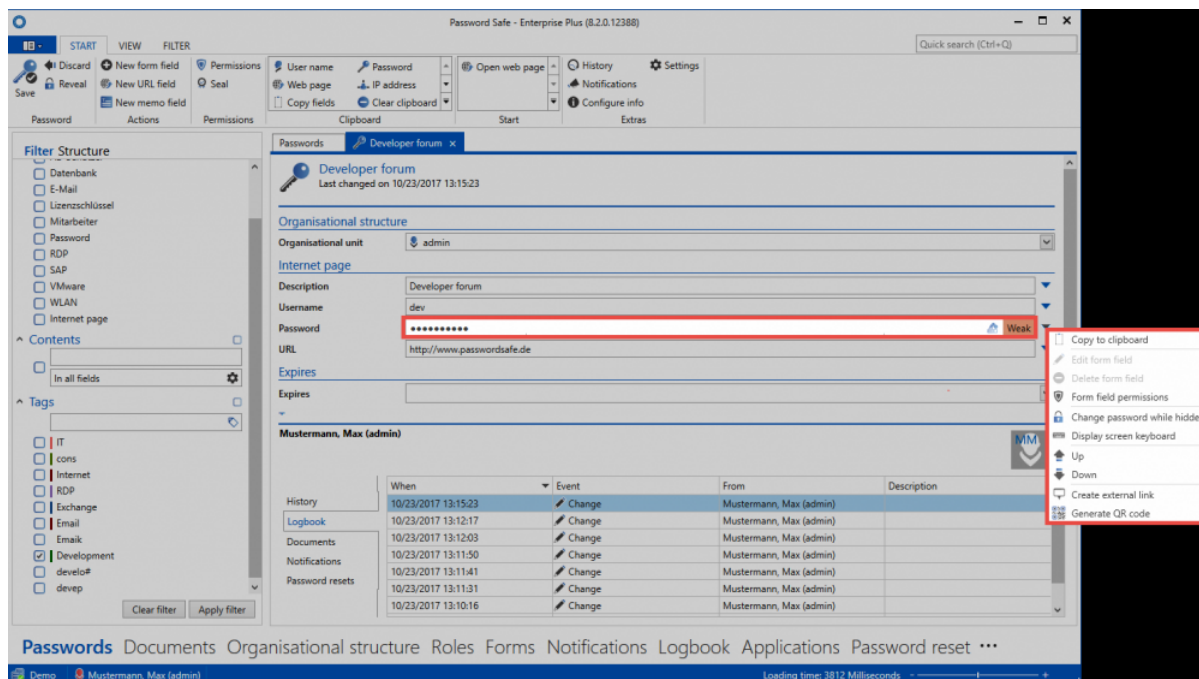 Password Safe - Enterprise Plus (8.2.0.12388)
START VIEW FILTER
Quick search (Ctrl+Q)
Save
Discard
Reveal
Password
New form field
New URL field
New memo field
Actions
Permissions
Seal
Permissions
User name
Web page
Copy fields
Password
IP address
Clear clipboard
Clipboard
Open web page
Start
History
Notifications
Configure info
Settings
Extras
Filter Structure
Datenbank
E-Mail
Lizenzschlüssel
Mitarbeiter
Password
RDP
SAP
VMware
WLAN
Internet page
Contents
In all fields
Tags
IT
cons
Internet
RDP
Exchange
Email
Emaik
Development
develo#
devep
Clear filter Apply filter
Passwords Developer forum
Developer forum
Last changed on 10/23/2017 13:15:23
Organisational structure
Organisational unit admin
Internet page
Description Developer forum
Username dev
Password •••••••••• Weak
URL http://www.passwordsafe.de
Expires
Expires
Mustermann, Max (admin)
MM
History
Logbook
Documents
Notifications
Password resets
When Event From Description
10/23/2017 13:15:23 Change Mustermann, Max (admin)
10/23/2017 13:12:17 Change Mustermann, Max (admin)
10/23/2017 13:12:03 Change Mustermann, Max (admin)
10/23/2017 13:11:50 Change Mustermann, Max (admin)
10/23/2017 13:11:41 Change Mustermann, Max (admin)
10/23/2017 13:11:31 Change Mustermann, Max (admin)
10/23/2017 13:10:16 Change Mustermann, Max (admin)
Copy to clipboard
Edit form field
Delete form field
Form field permissions
Change password while hidde
Display screen keyboard
Up
Down
Create external link
Generate QR code
Passwords Documents Organisational structure Roles Forms Notifications Logbook Applications Password reset •••
Demo Mustermann, Max (admin) Loading time: 3812 Milliseconds - +